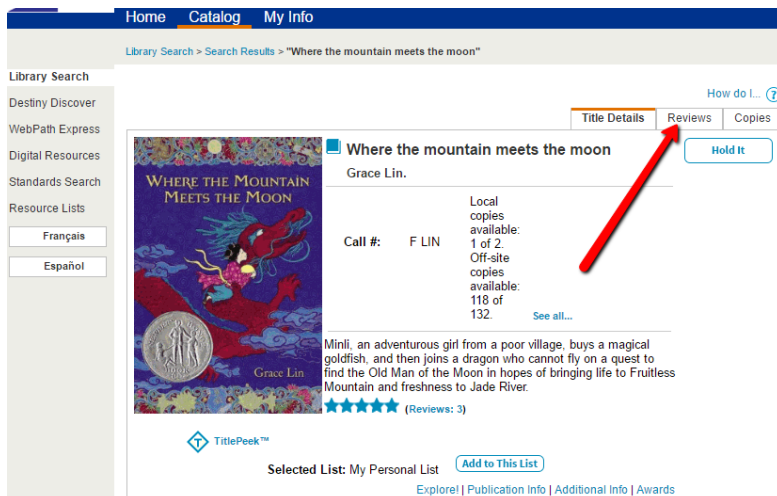 Home Catalog My Info
Library Search > Search Results > "Where the mountain meets the moon"
Library Search
Destiny Discover
WebPath Express
Digital Resources
Standards Search
Resource Lists
Français
Español
How do I... ?
Title Details Reviews Copies
Where the mountain meets the moon
Hold It
Grace Lin.
Call #: F LIN
Local
copies
available:
1 of 2.
Off-site
copies
available:
118 of
132. See all...
WHERE THE MOUNTAIN
MEETS THE MOON
Grace Lin
Minli, an adventurous girl from a poor village, buys a magical
goldfish, and then joins a dragon who cannot fly on a quest to
find the Old Man of the Moon in hopes of bringing life to Fruitless
Mountain and freshness to Jade River.
(Reviews: 3)
T TitlePeek™
Selected List: My Personal List Add to This List
Explore! | Publication Info | Additional Info | Awards